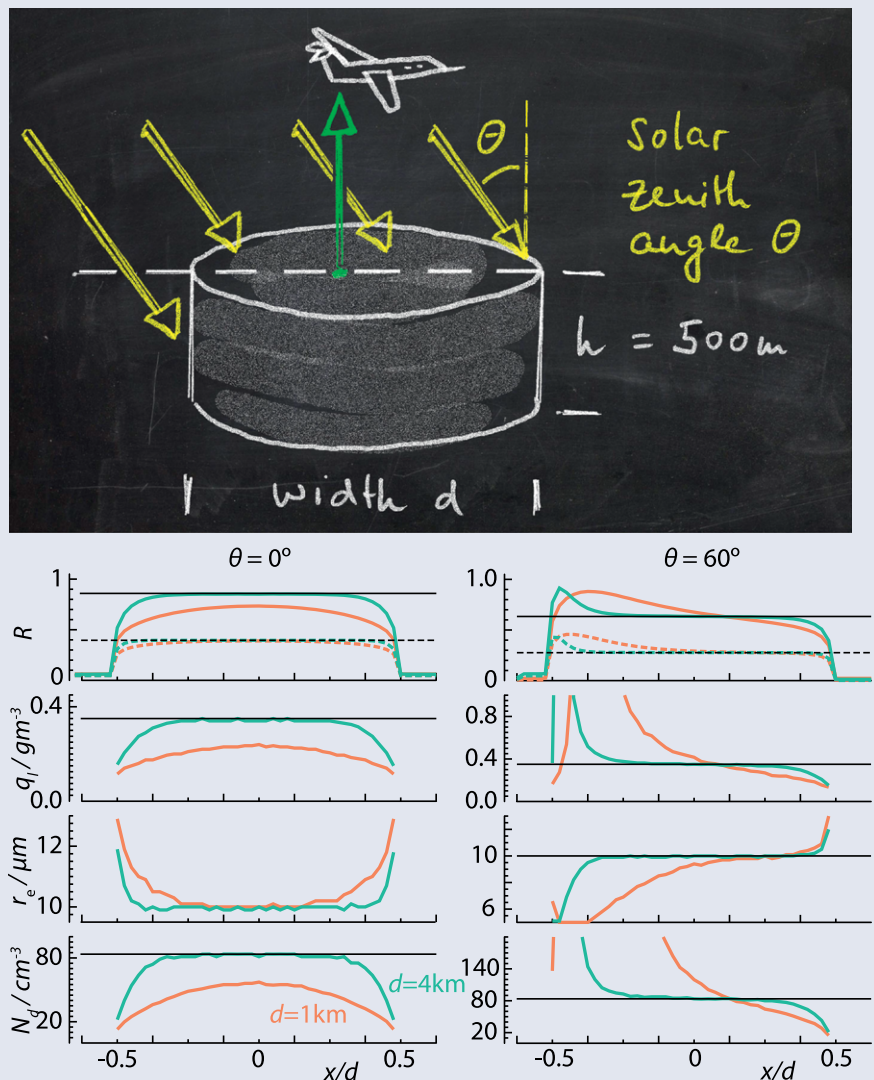 θ
Solar
zenith
angle θ
h = 500m
width d
θ = 0º
θ = 60º
R
1
0
1.0
0
q_l / gm⁻³
0.4
0.0
0.8
0.4
0.0
r_e / μm
12
10
10
6
N_d / cm⁻³
80
20
140
80
20
d=4km
d=1km
-0.5
0
0.5
x/d
-0.5
0
0.5
x/d